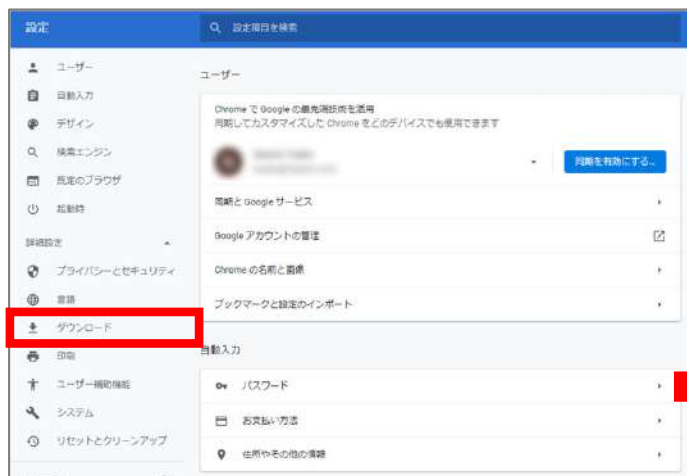 設定
設定項目を検索
ユーザー
自動入力
デザイン
検索エンジン
既定のブラウザ
起動時
詳細設定
プライバシーとセキュリティ
言語
ダウンロード
印刷
ユーザー補助機能
システム
リセットとクリーンアップ
ユーザー
Chrome で Google の最先端技術を活用
同期してカスタマイズした Chrome をどのデバイスでも使用できます
同期を有効にする...
同期と Google サービス
Google アカウントの管理
Chrome の名前と画像
ブックマークと設定のインポート
自動入力
パスワード
お支払い方法
住所やその他の情報